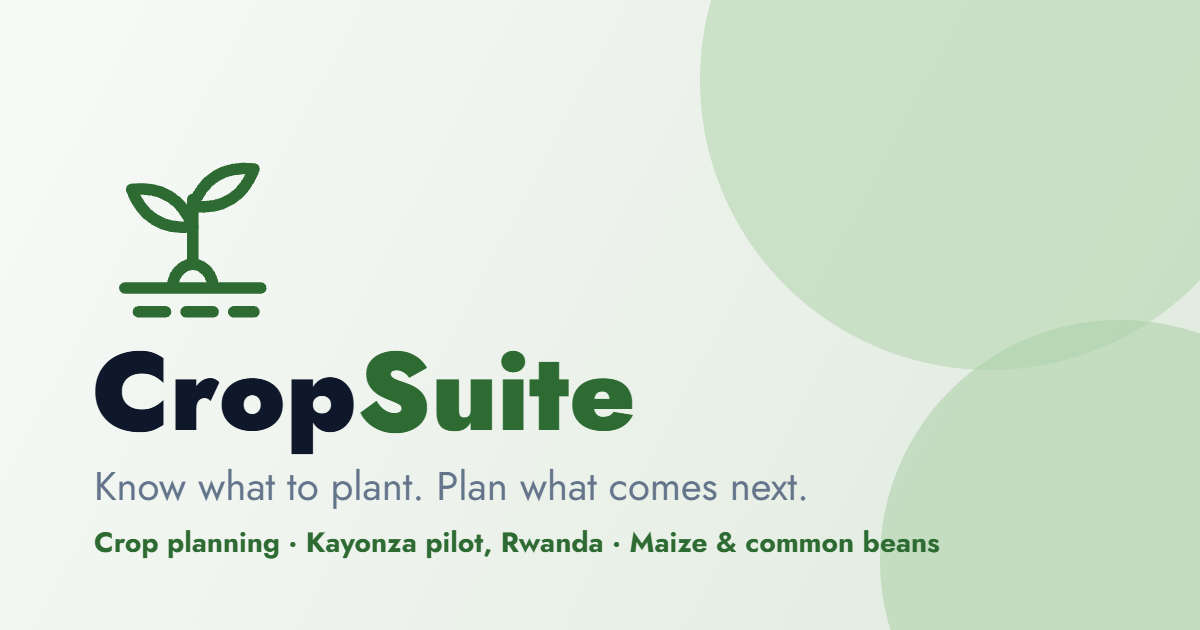 CropSuite
Know what to plant. Plan what comes next.
Crop planning · Kayonza pilot, Rwanda · Maize & common beans